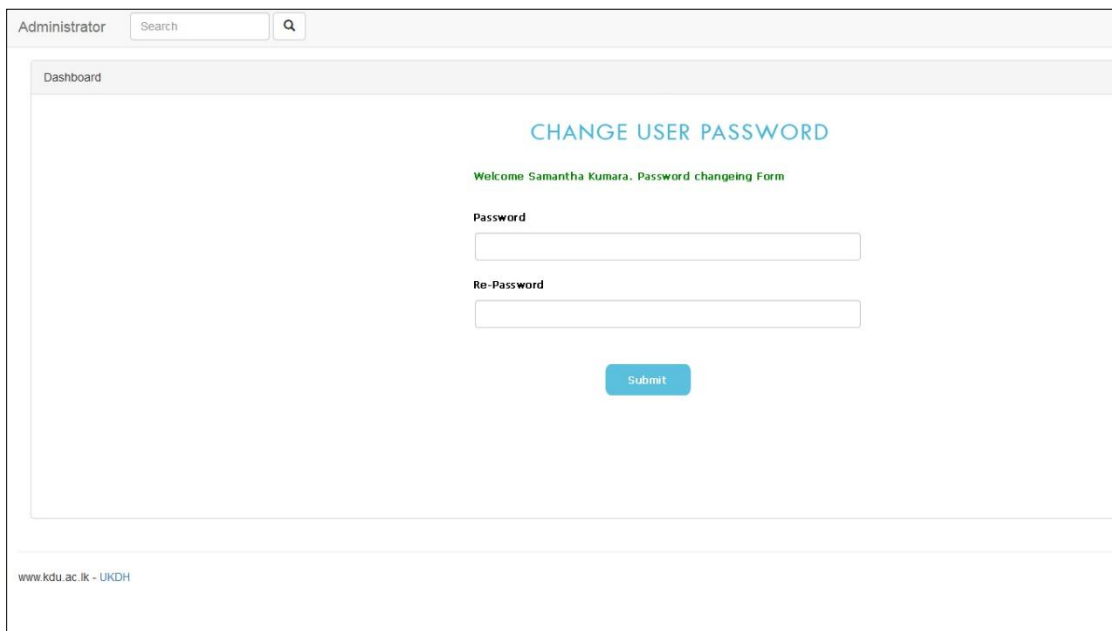 Administrator Search
Dashboard
CHANGE USER PASSWORD
Welcome Samantha Kumara. Password changeing Form
Password
Re-Password
Submit
www.kdu.ac.lk - UKDH